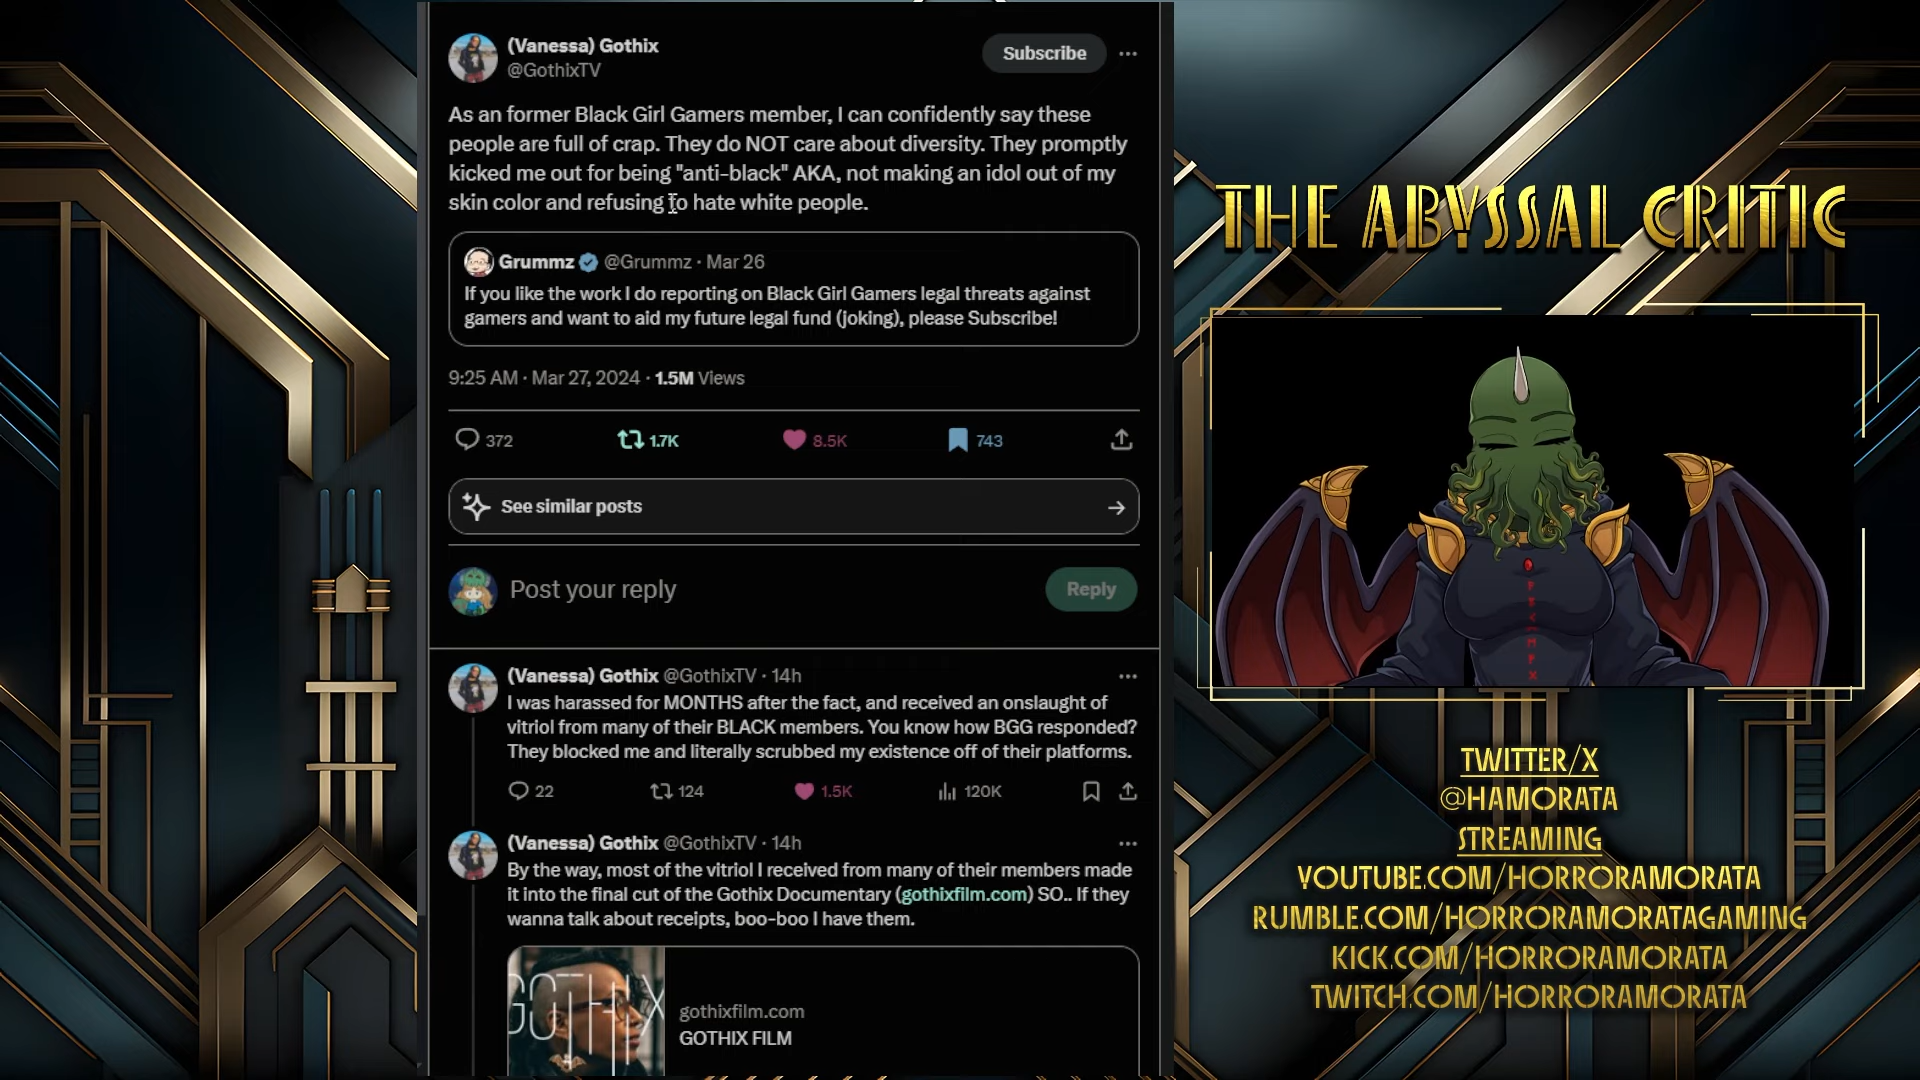 (Vanessa) Gothix
@GothixTV
Subscribe
As an former Black Girl Gamers member, I can confidently say these
people are full of crap. They do NOT care about diversity. They promptly
kicked me out for being "anti-black" AKA, not making an idol out of my
skin color and refusing to hate white people.
Grummz @Grummz · Mar 26
If you like the work I do reporting on Black Girl Gamers legal threats against
gamers and want to aid my future legal fund (joking), please Subscribe!
9:25 AM · Mar 27, 2024 · 1.5M Views
372 1.7K 8.5K 743
See similar posts
Post your reply
Reply
(Vanessa) Gothix @GothixTV · 14h
I was harassed for MONTHS after the fact, and received an onslaught of
vitriol from many of their BLACK members. You know how BGG responded?
They blocked me and literally scrubbed my existence off of their platforms.
22 124 1.5K 120K
(Vanessa) Gothix @GothixTV · 14h
By the way, most of the vitriol I received from many of their members made
it into the final cut of the Gothix Documentary (gothixfilm.com) SO.. If they
wanna talk about receipts, boo-boo I have them.
GOTHIX
gothixfilm.com
GOTHIX FILM
THE ABYSSAL CRITIC
TWITTER/X
@HAMORATA
STREAMING
YOUTUBE.COM/HORRORAMORATA
RUMBLE.COM/HORRORAMORATAGAMING
KICK.COM/HORRORAMORATA
TWITCH.COM/HORRORAMORATA